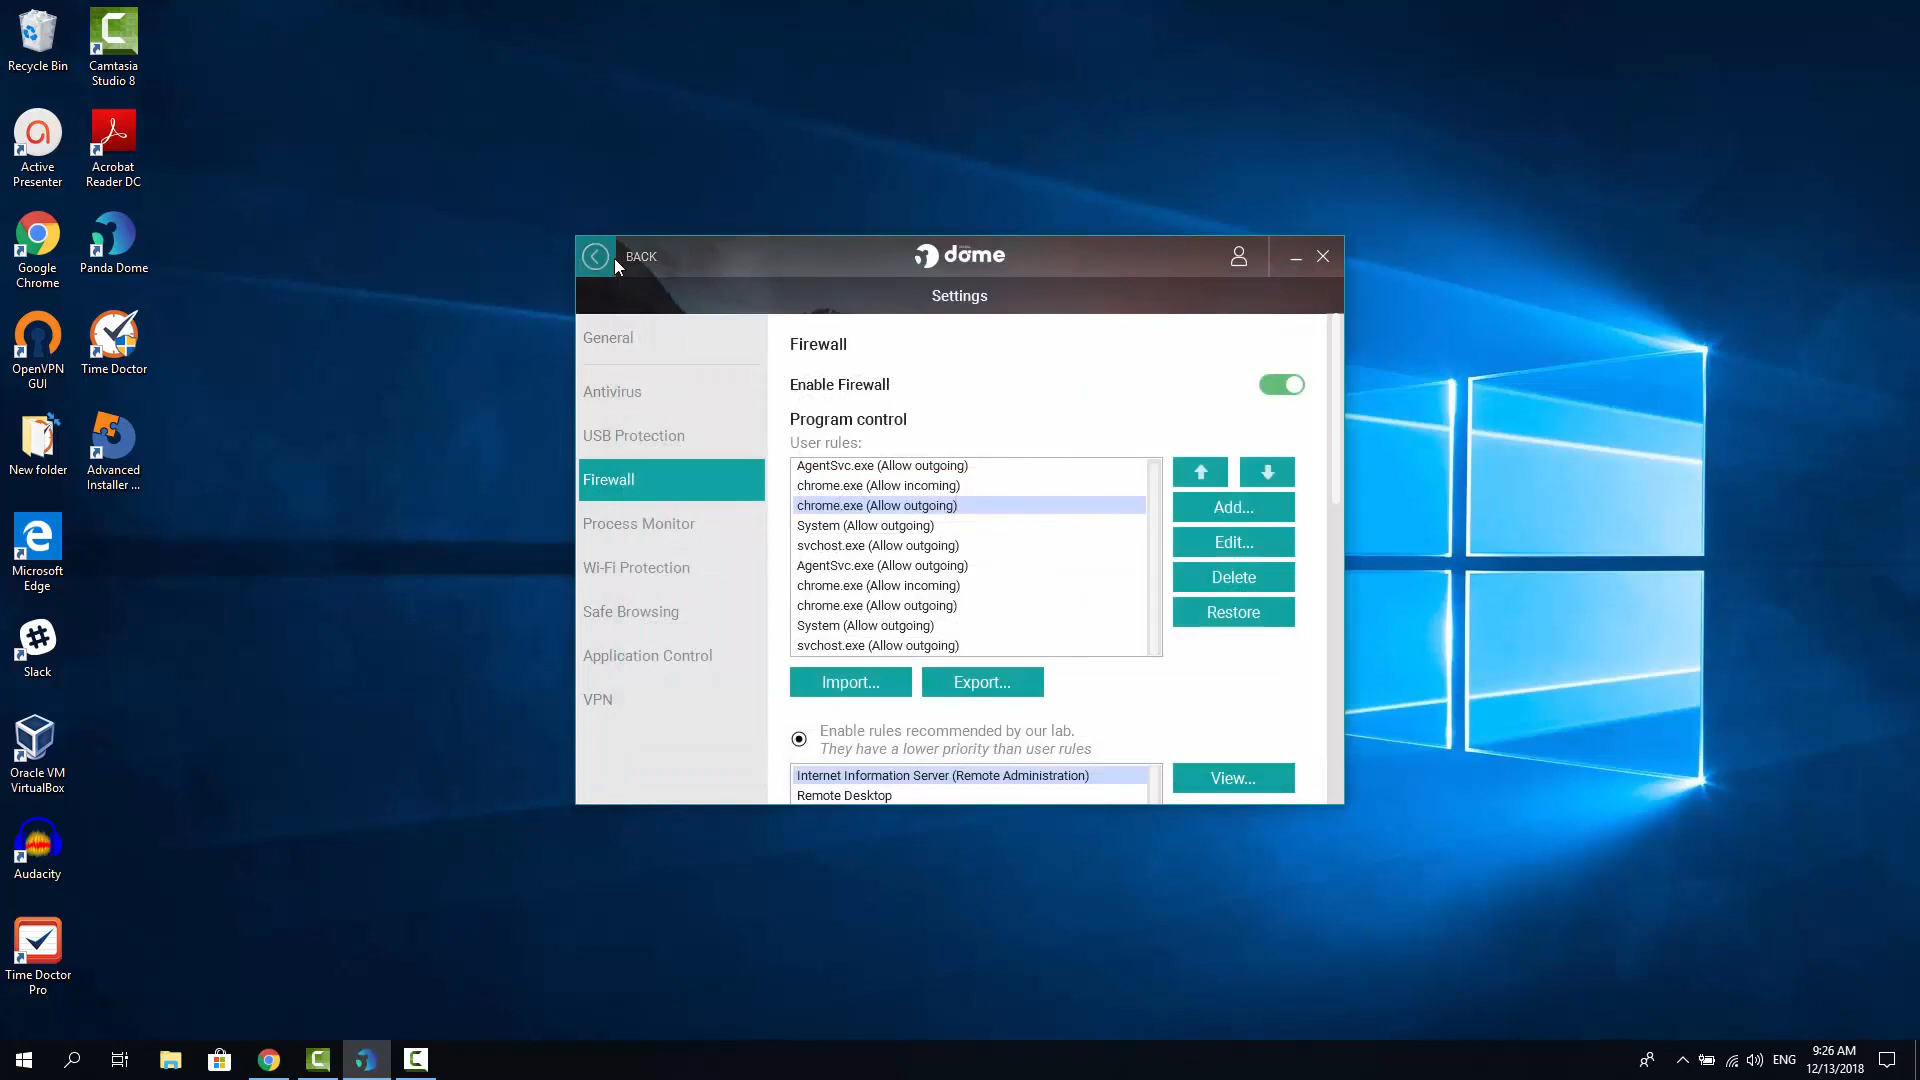 Recycle Bin
Camtasia
Studio 8
Active
Presenter
Acrobat
Reader DC
Google
Chrome
Panda Dome
OpenVPN
GUI
Time Doctor
New folder
Advanced
Installer ...
Microsoft
Edge
Slack
Oracle VM
VirtualBox
Audacity
Time Doctor
Pro
BACK
dome
Settings
General
Antivirus
USB Protection
Firewall
Process Monitor
Wi-Fi Protection
Safe Browsing
Application Control
VPN
Firewall
Enable Firewall
Program control
User rules:
AgentSvc.exe (Allow outgoing)
chrome.exe (Allow incoming)
chrome.exe (Allow outgoing)
System (Allow outgoing)
svchost.exe (Allow outgoing)
AgentSvc.exe (Allow outgoing)
chrome.exe (Allow incoming)
chrome.exe (Allow outgoing)
System (Allow outgoing)
svchost.exe (Allow outgoing)
Add...
Edit...
Delete
Restore
Import...
Export...
Enable rules recommended by our lab.
They have a lower priority than user rules
Internet Information Server (Remote Administration)
Remote Desktop
View...
ENG
9:26 AM
12/13/2018